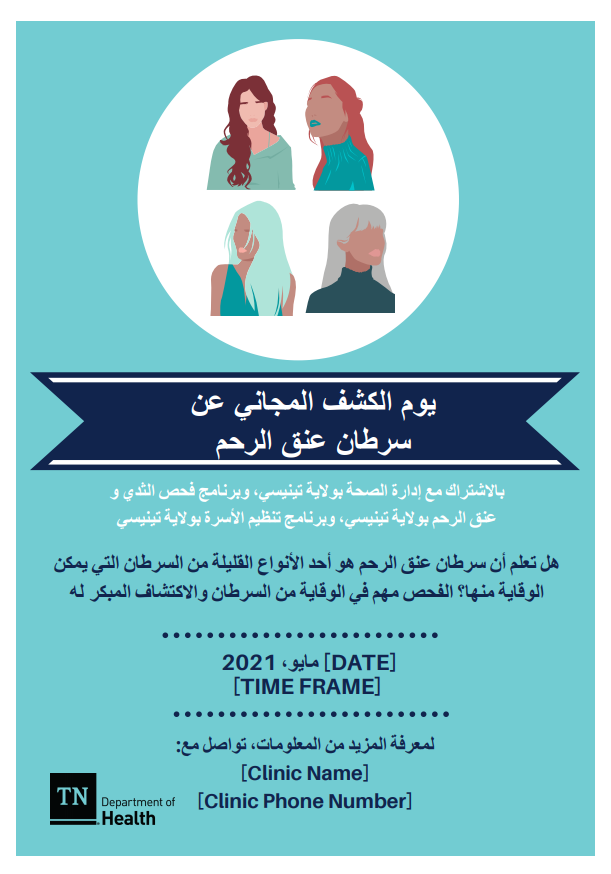 يوم الكشف المجاني عن
سرطان عنق الرحم
بالاشتراك مع إدارة الصحة بولاية تينيسي، وبرنامج فحص الثدي و
عنق الرحم بولاية تينيسي، وبرنامج تنظيم الأسرة بولاية تينيسي
هل تعلم أن سرطان عنق الرحم هو أحد الأنواع القليلة من السرطان التي يمكن
الوقاية منها؟ الفحص مهم في الوقاية من السرطان والاكتشاف المبكر له
[DATE] مايو، 2021
[TIME FRAME]
لمعرفة المزيد من المعلومات، تواصل مع:
[Clinic Name]
[Clinic Phone Number]
TN
Department of
Health